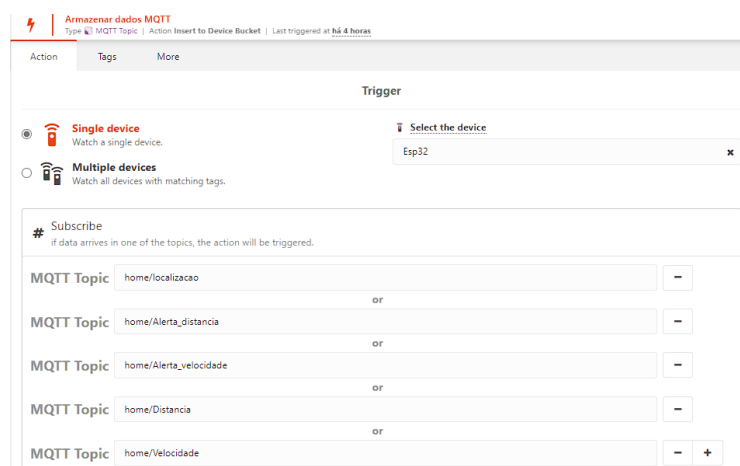 Armazenar dados MQTT
Type MQTT Topic | Action Insert to Device Bucket | Last triggered at há 4 horas
Action Tags More
Trigger
Single device
Watch a single device.
Select the device
Esp32
Multiple devices
Watch all devices with matching tags.
# Subscribe
if data arrives in one of the topics, the action will be triggered.
MQTT Topic home/localizacao
or
MQTT Topic home/Alerta_distancia
or
MQTT Topic home/Alerta_velocidade
or
MQTT Topic home/Distancia
or
MQTT Topic home/Velocidade